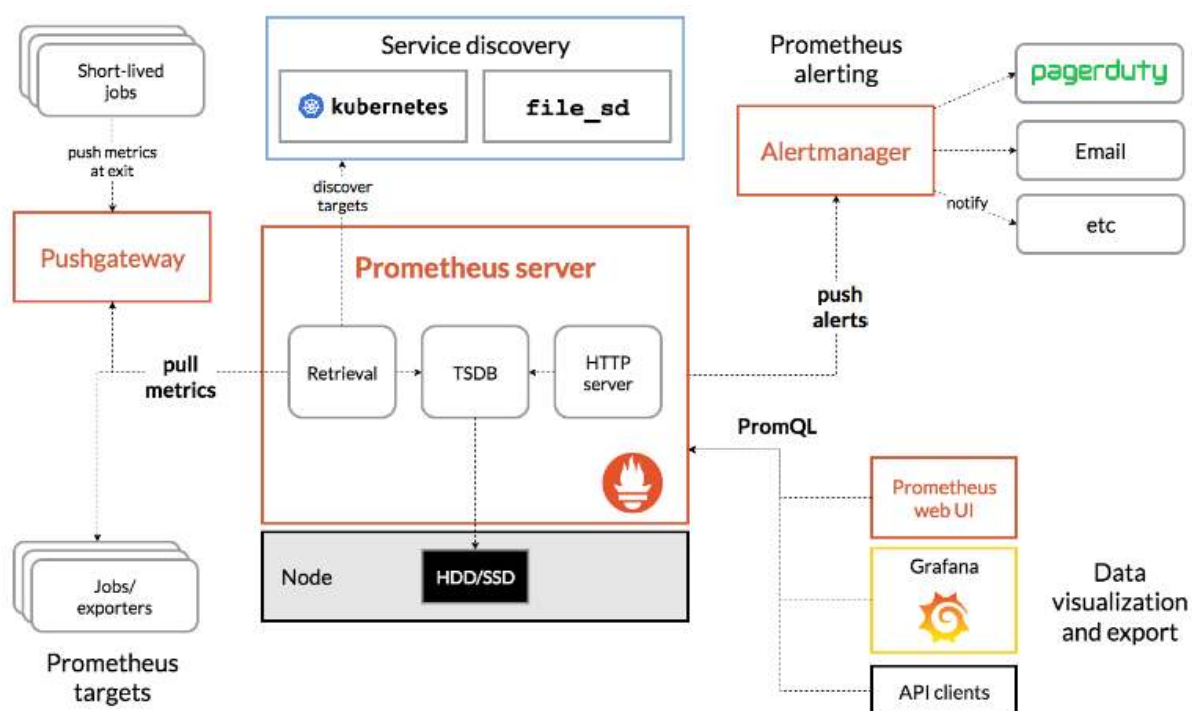 Short-lived
jobs
push metrics
at exit
Pushgateway
Service discovery
kubernetes
file_sd
discover
targets
Prometheus
alerting
Alertmanager
pagerduty
Email
notify
etc
Prometheus server
push
alerts
pull
metrics
Retrieval
TSDB
HTTP
server
PromQL
Prometheus
web UI
Node
HDD/SSD
Grafana
Jobs/
exporters
Data
visualization
and export
Prometheus
targets
API clients